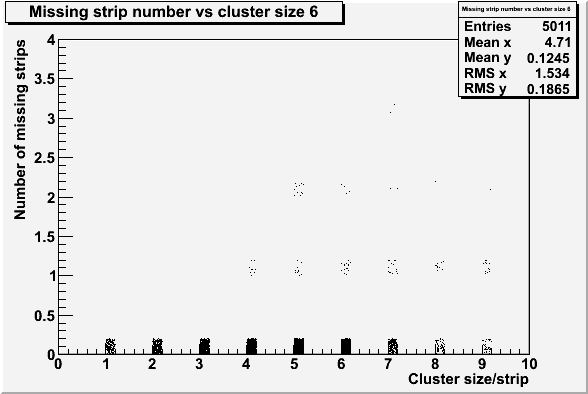 Missing strip number vs cluster size 6
Missing strip number vs cluster size 6
Entries 5011
Mean x 4.71
Mean y 0.1245
RMS x 1.534
RMS y 0.1865
Number of missing strips
4
3.5
3
2.5
2
1.5
1
0.5
0
0 1 2 3 4 5 6 7 8 9 10
Cluster size/strip